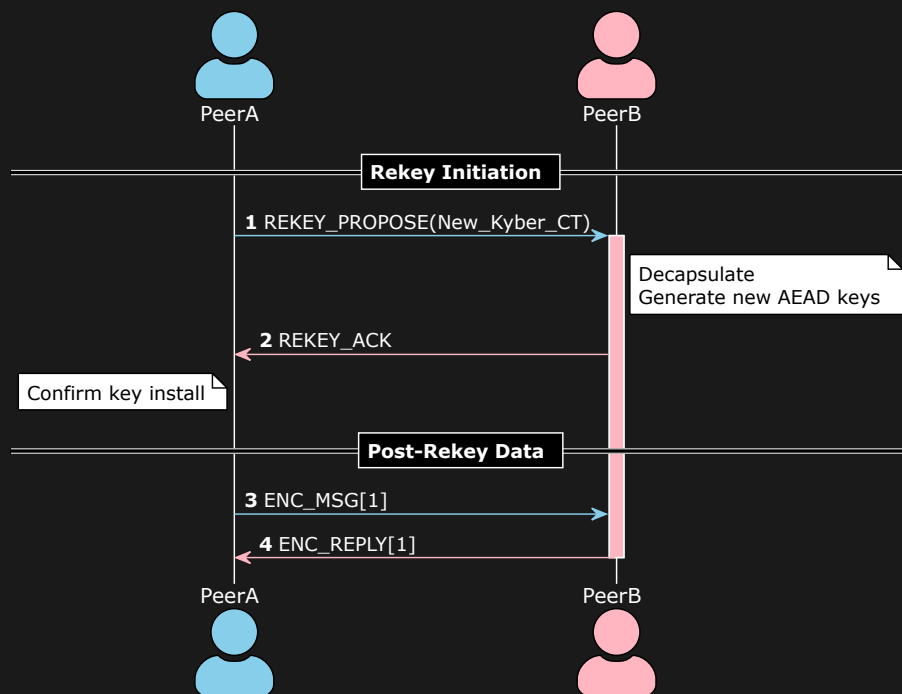 PeerA
PeerB
Rekey Initiation
1 REKEY_PROPOSE(New_Kyber_CT)
Decapsulate
Generate new AEAD keys
2 REKEY_ACK
Confirm key install
Post-Rekey Data
3 ENC_MSG[1]
4 ENC_REPLY[1]
PeerA
PeerB